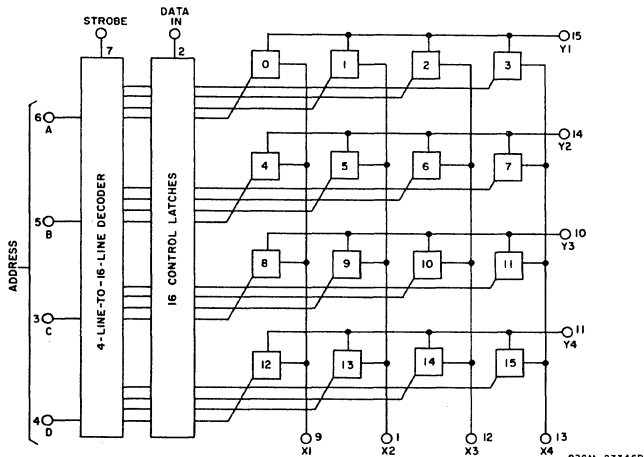 STROBE
DATA
IN
7
2
15
Y1
0
1
2
3
6
A
14
Y2
4
5
6
7
5
B
ADDRESS
4-LINE-TO-16-LINE DECODER
16 CONTROL LATCHES
10
Y3
8
9
10
11
3
C
11
Y4
12
13
14
15
4
D
9
X1
1
X2
12
X3
13
X4